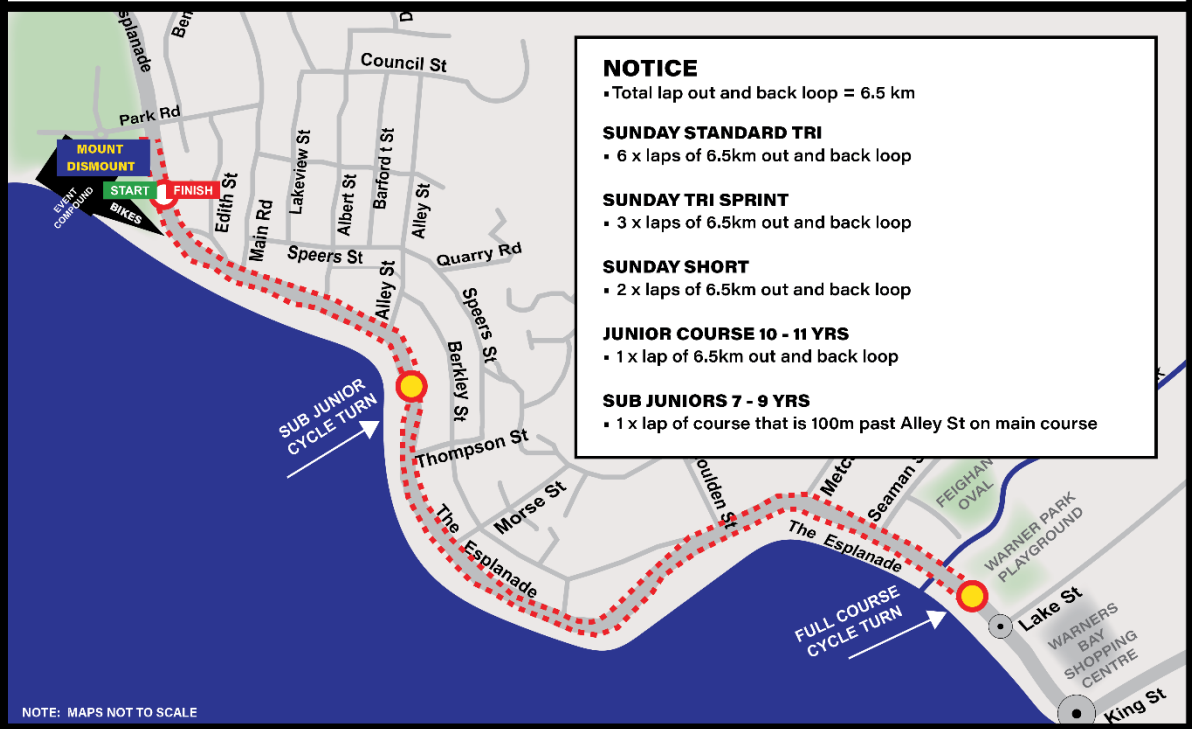 splanade
Ben
D
Council St
Park Rd
MOUNT
DISMOUNT
START
FINISH
EVENT
COMPOUND
BIKES
Edith St
Main Rd
Lakeview St
Albert St
Barford t St
Alley St
Speers St
Quarry Rd
Alley St
Speers St
Berkley St
SUB JUNIOR
CYCLE TURN
Thompson St
Morse St
The Esplanade
oulden St
Metca
Seaman S
The Esplanade
FEIGHAN
OVAL
WARNER PARK
PLAYGROUND
FULL COURSE
CYCLE TURN
Lake St
WARNERS
BAY
SHOPPING
CENTRE
King St
NOTICE
▪Total lap out and back loop = 6.5 km
SUNDAY STANDARD TRI
▪ 6 x laps of 6.5km out and back loop
SUNDAY TRI SPRINT
▪ 3 x laps of 6.5km out and back loop
SUNDAY SHORT
▪ 2 x laps of 6.5km out and back loop
JUNIOR COURSE 10 - 11 YRS
▪ 1 x lap of 6.5km out and back loop
SUB JUNIORS 7 - 9 YRS
▪ 1 x lap of course that is 100m past Alley St on main course
NOTE: MAPS NOT TO SCALE